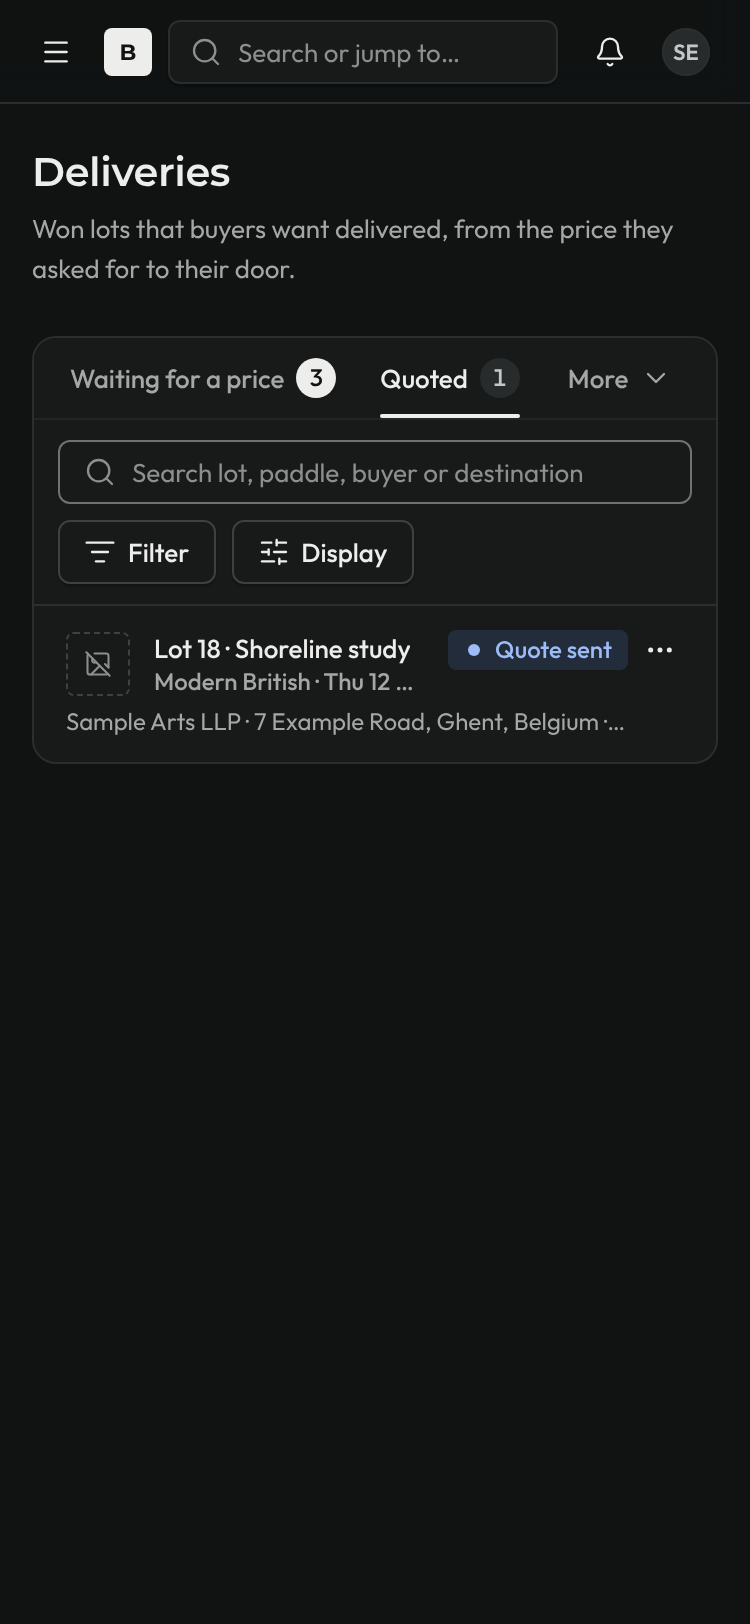 B
Search or jump to...
SE
Deliveries
Won lots that buyers want delivered, from the price they
asked for to their door.
Waiting for a price 3
Quoted 1
More
Search lot, paddle, buyer or destination
Filter
Display
Lot 18 · Shoreline study
Quote sent
Modern British · Thu 12 ...
Sample Arts LLP · 7 Example Road, Ghent, Belgium ·...